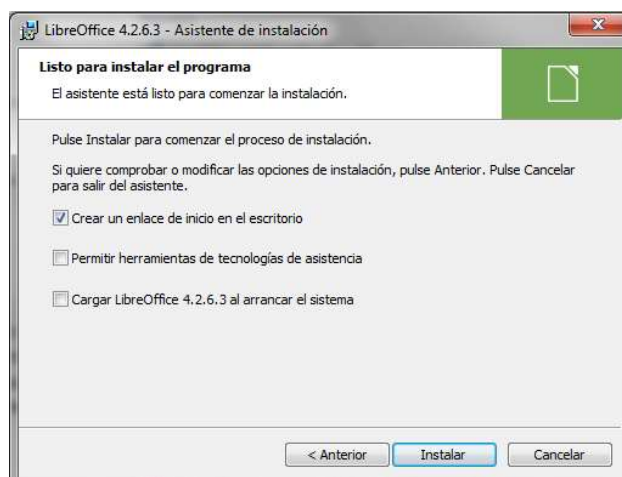 LibreOffice 4.2.6.3 - Asistente de instalación
Listo para instalar el programa
El asistente está listo para comenzar la instalación.
Pulse Instalar para comenzar el proceso de instalación.
Si quiere comprobar o modificar las opciones de instalación, pulse Anterior. Pulse Cancelar
para salir del asistente.
Crear un enlace de inicio en el escritorio
Permitir herramientas de tecnologías de asistencia
Cargar LibreOffice 4.2.6.3 al arrancar el sistema
< Anterior Instalar Cancelar